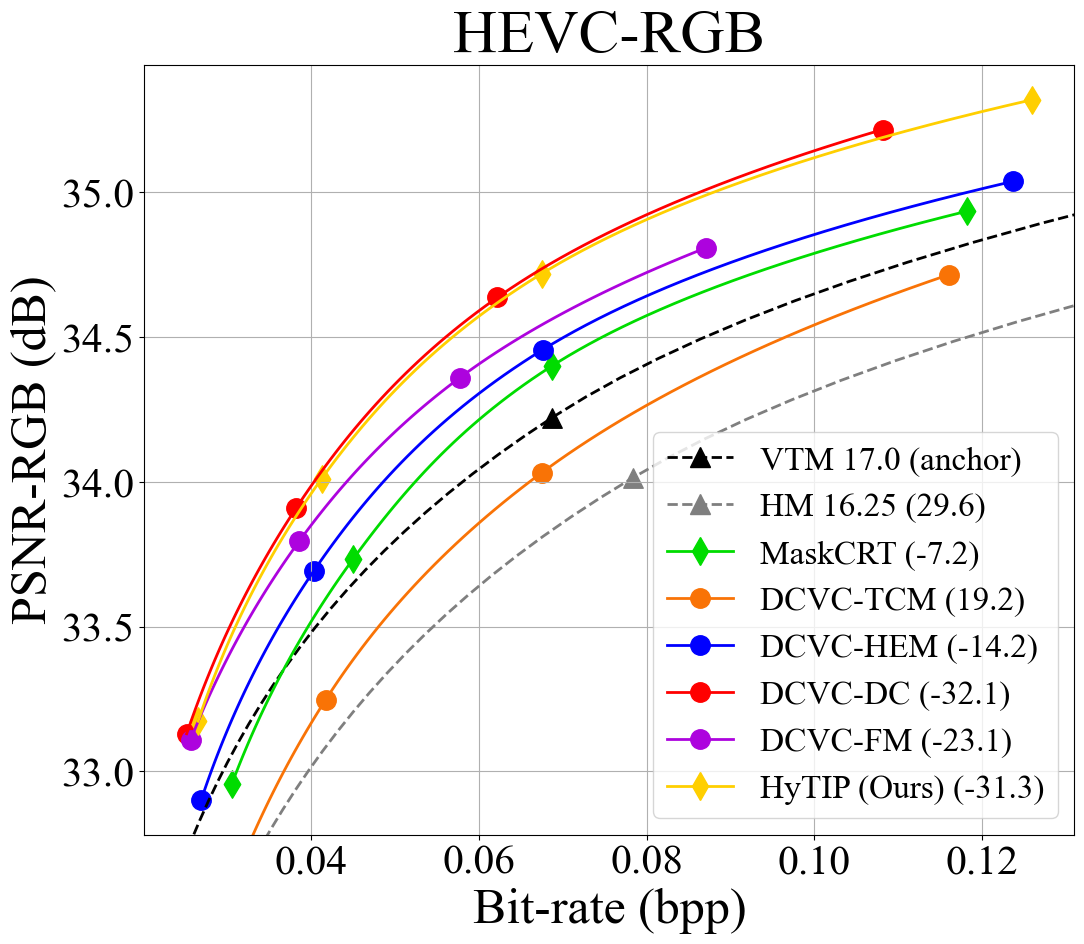 HEVC-RGB
PSNR-RGB (dB)
35.0
34.5
34.0
33.5
33.0
VTM 17.0 (anchor)
HM 16.25 (29.6)
MaskCRT (-7.2)
DCVC-TCM (19.2)
DCVC-HEM (-14.2)
DCVC-DC (-32.1)
DCVC-FM (-23.1)
HyTIP (Ours) (-31.3)
0.04 0.06 0.08 0.10 0.12
Bit-rate (bpp)